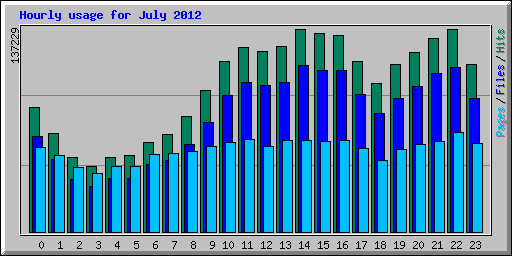 Hourly usage for July 2012
137229
Pages/Files/Hits
0 1 2 3 4 5 6 7 8 9 10 11 12 13 14 15 16 17 18 19 20 21 22 23